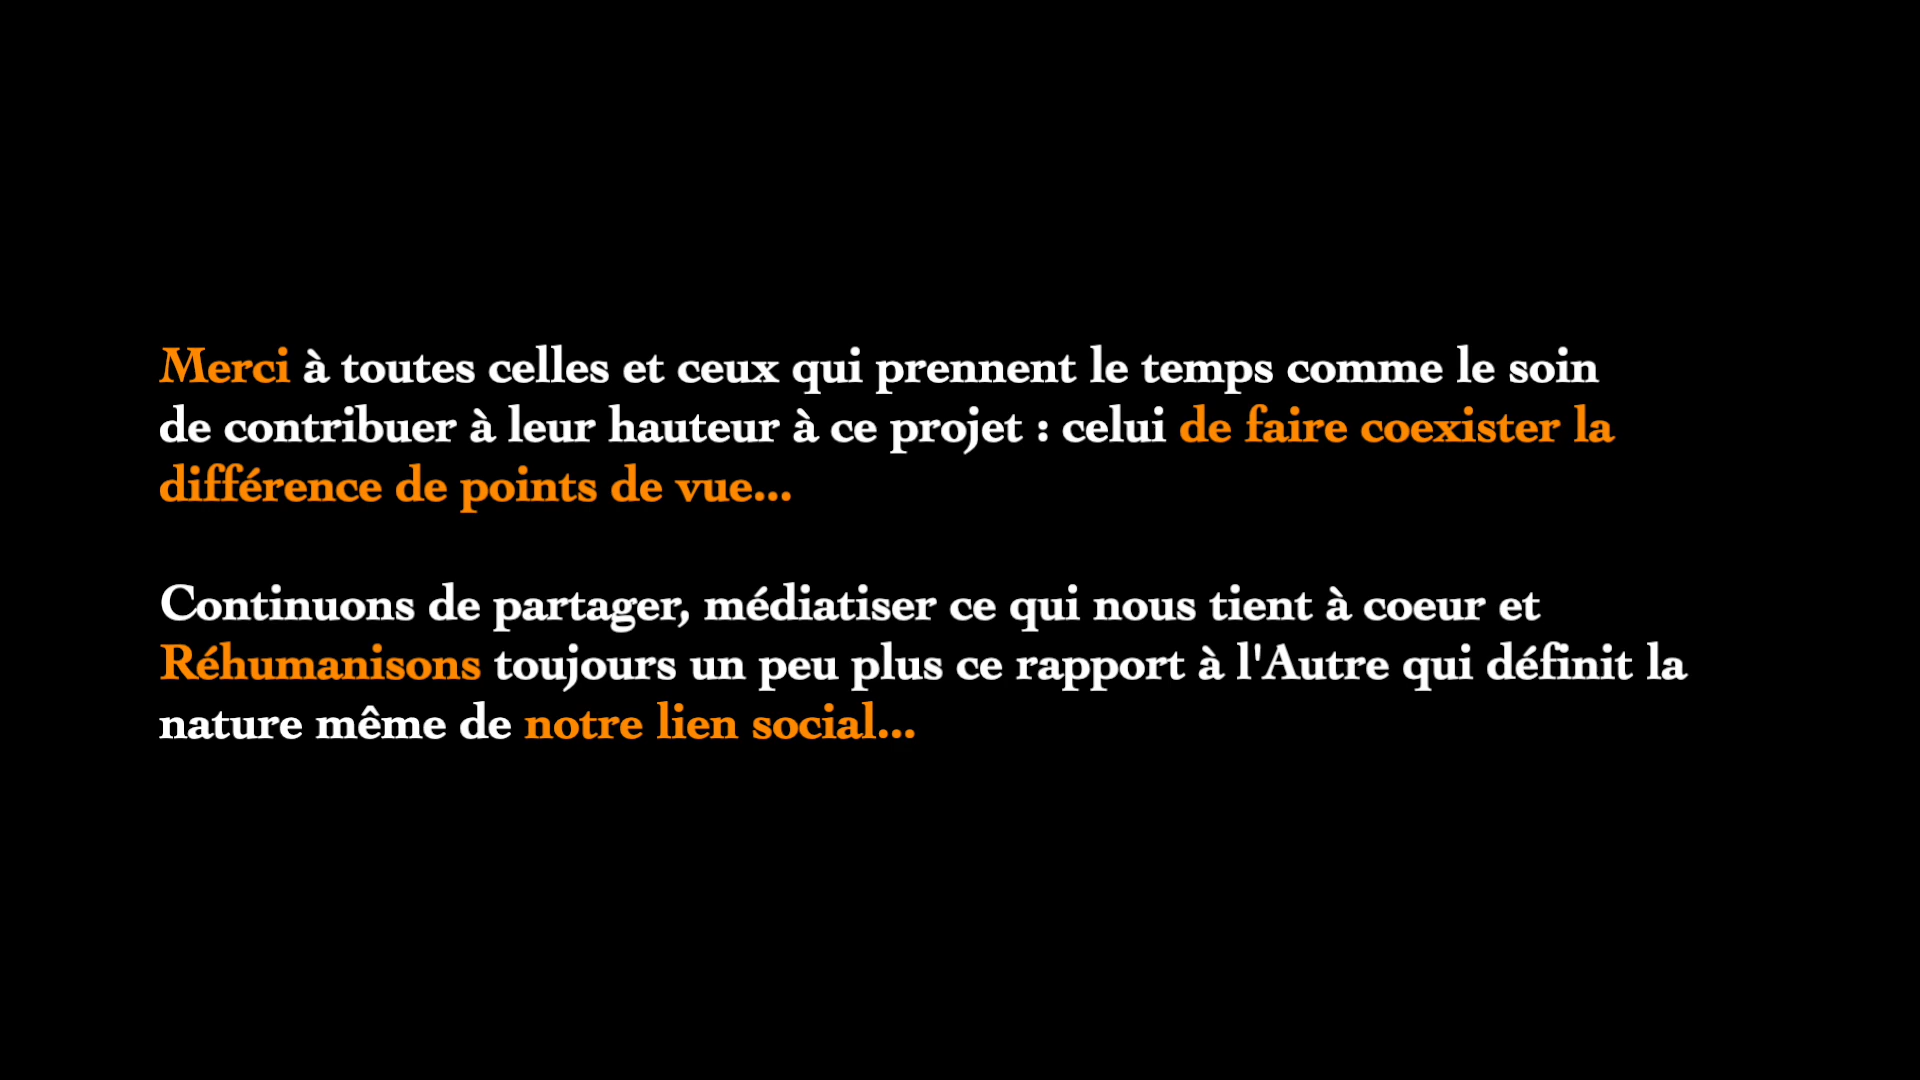 Merci à toutes celles et ceux qui prennent le temps comme le soin
de contribuer à leur hauteur à ce projet : celui de faire coexister la
différence de points de vue...
Continuons de partager, médiatiser ce qui nous tient à coeur et
Réhumanisons toujours un peu plus ce rapport à l'Autre qui définit la
nature même de notre lien social...